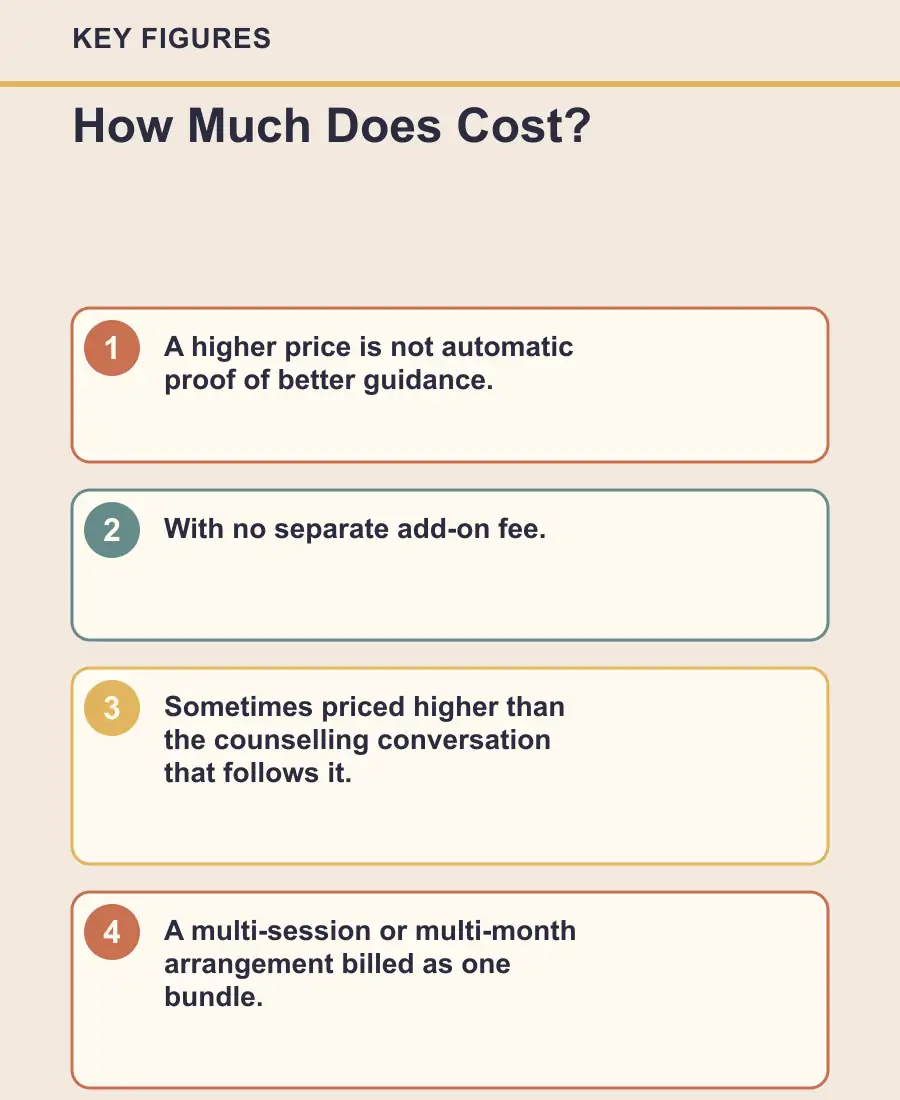 KEY FIGURES
How Much Does Cost?
1
A higher price is not automatic
proof of better guidance.
2
With no separate add-on fee.
3
Sometimes priced higher than
the counselling conversation
that follows it.
4
A multi-session or multi-month
arrangement billed as one
bundle.